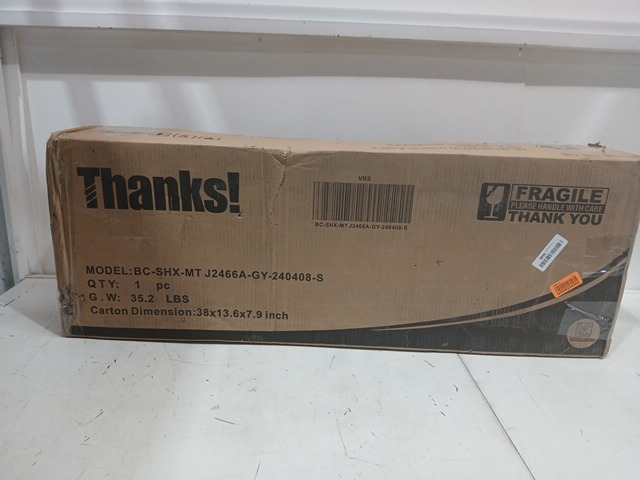 Thanks!
VRS
BC-SHX-MT J2466A-GY-240408-S
FRAGILE
PLEASE HANDLE WITH CARE
THANK YOU
MODEL:BC-SHX-MT J2466A-GY-240408-S
QTY: 1 pc
G.W: 35.2 LBS
Carton Dimension:38x13.6x7.9 inch